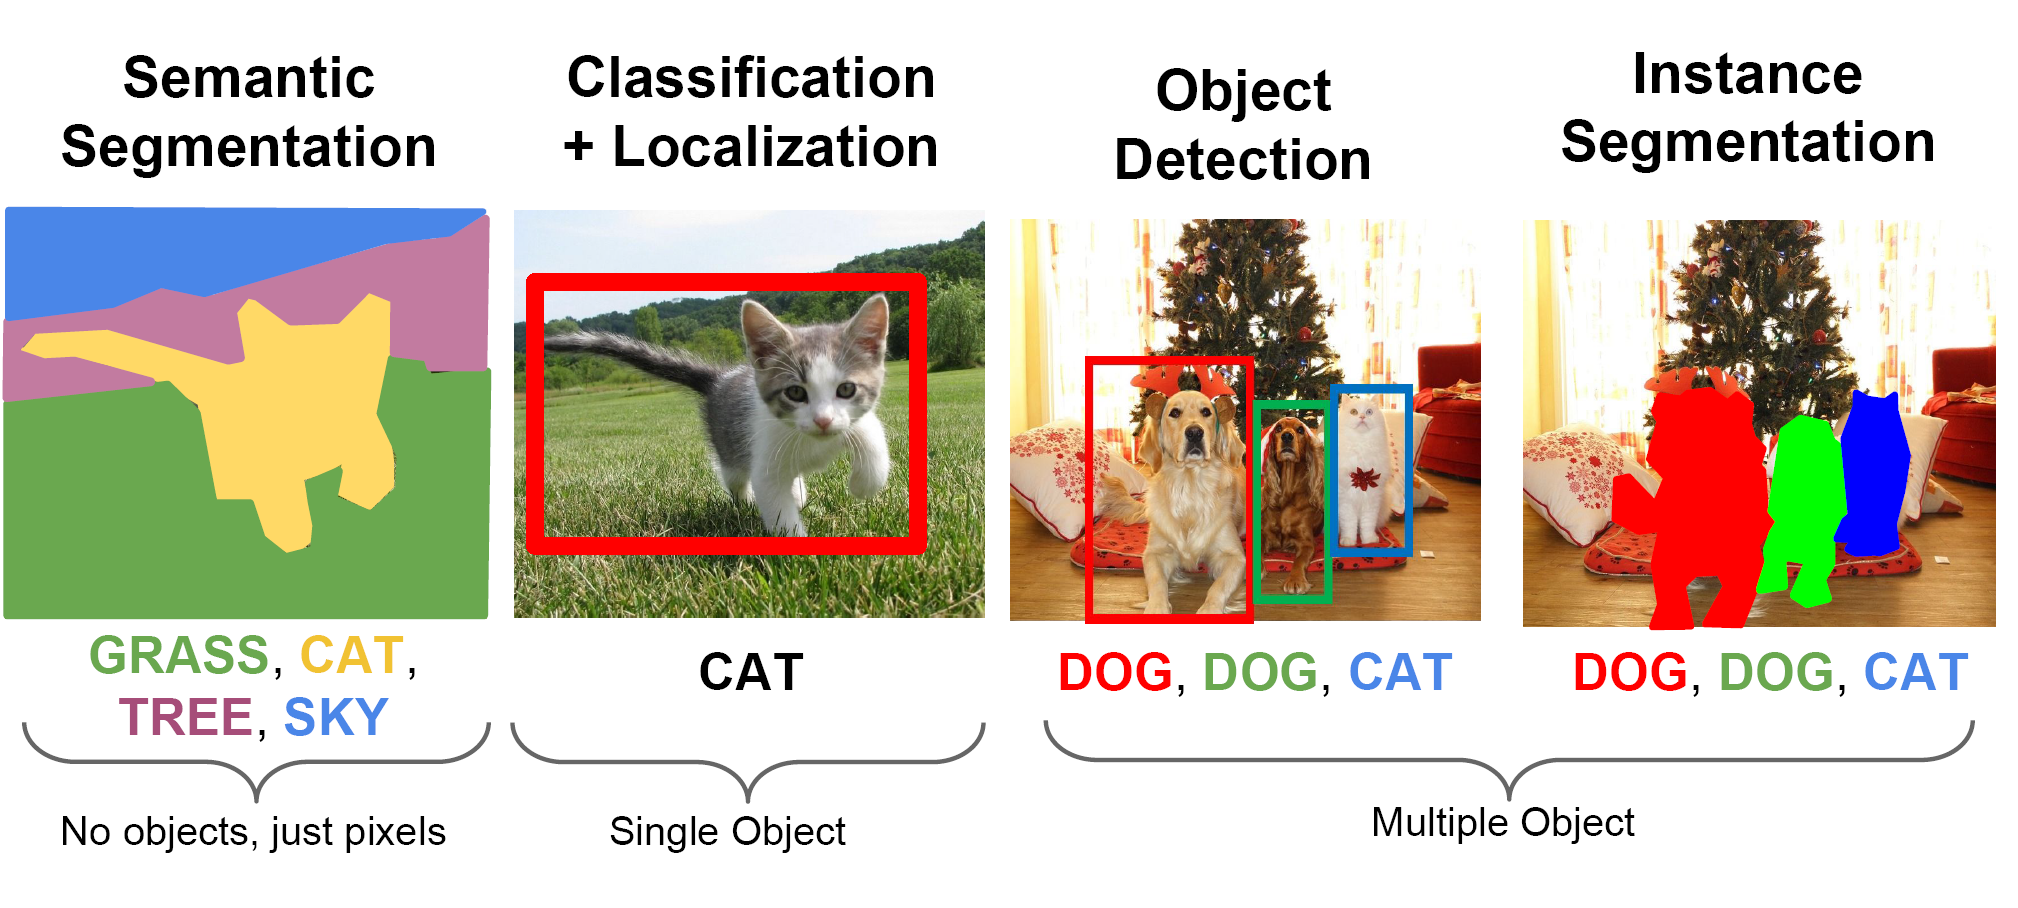 Semantic
Segmentation
Classification
+ Localization
Object
Detection
Instance
Segmentation
GRASS, CAT,
TREE, SKY
CAT
DOG, DOG, CAT
DOG, DOG, CAT
No objects, just pixels
Single Object
Multiple Object